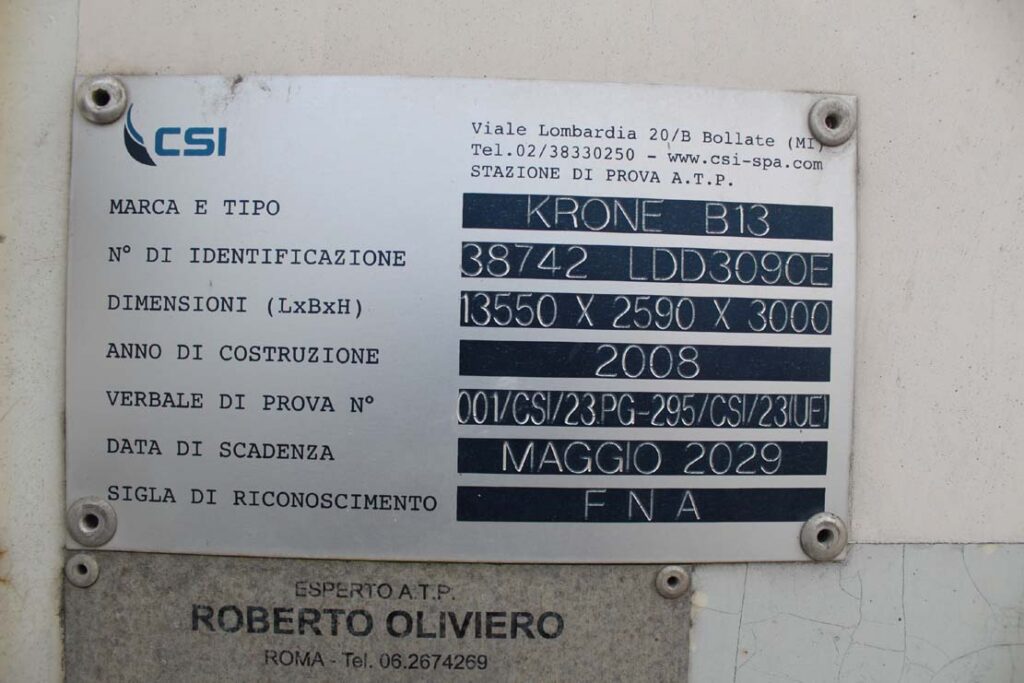 CSI
Viale Lombardia 20/B Bollate (MI)
Tel.02/38330250 - www.csi-spa.com
STAZIONE DI PROVA A.T.P.
MARCA E TIPO KRONE B13
N° DI IDENTIFICAZIONE 38742 LDD3090E
DIMENSIONI (LxBxH) 13550 X 2590 X 3000
ANNO DI COSTRUZIONE 2008
VERBALE DI PROVA N° 001/CSI/23.PG-295/CSI/23(UE)
DATA DI SCADENZA MAGGIO 2029
SIGLA DI RICONOSCIMENTO F N A
ESPERTO A.T.P.
ROBERTO OLIVIERO
ROMA - Tel. 06.2674269